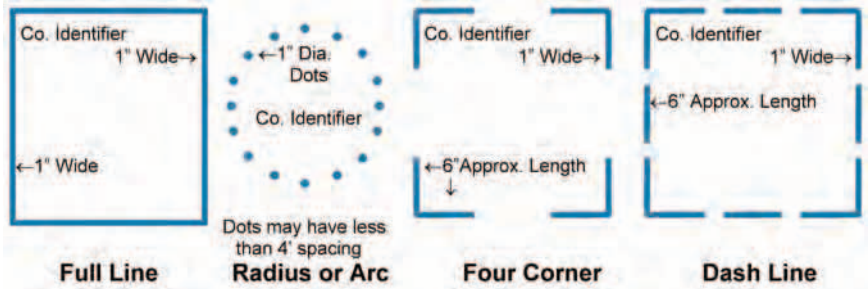 Co. Identifier
1” Wide→
←1” Wide
Full Line
←1” Dia.
Dots
Co. Identifier
Dots may have less
than 4’ spacing
Radius or Arc
Co. Identifier
1” Wide→
←6”Approx. Length
↓
Four Corner
Co. Identifier
1” Wide→
←6” Approx. Length
Dash Line